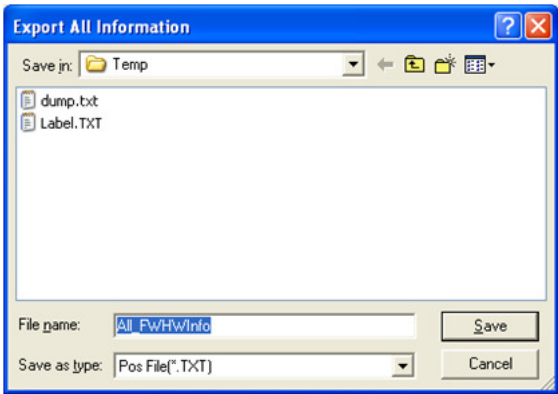 Export All Information
Save in: Temp
dump.txt
Label.TXT
File name: All_FWHWInfo
Save
Save as type: Pos File(*.TXT)
Cancel